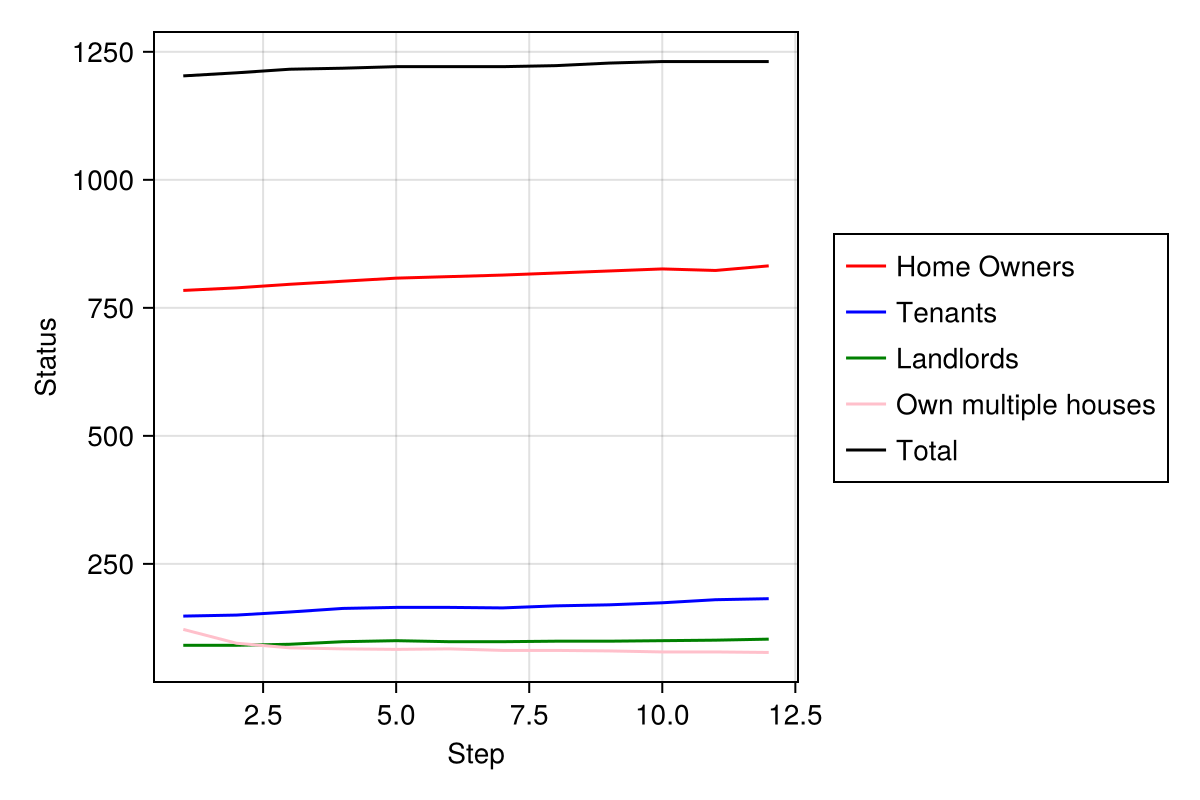 1250
1000
750
500
250
Status
2.5 5.0 7.5 10.0 12.5
Step
Home Owners
Tenants
Landlords
Own multiple houses
Total